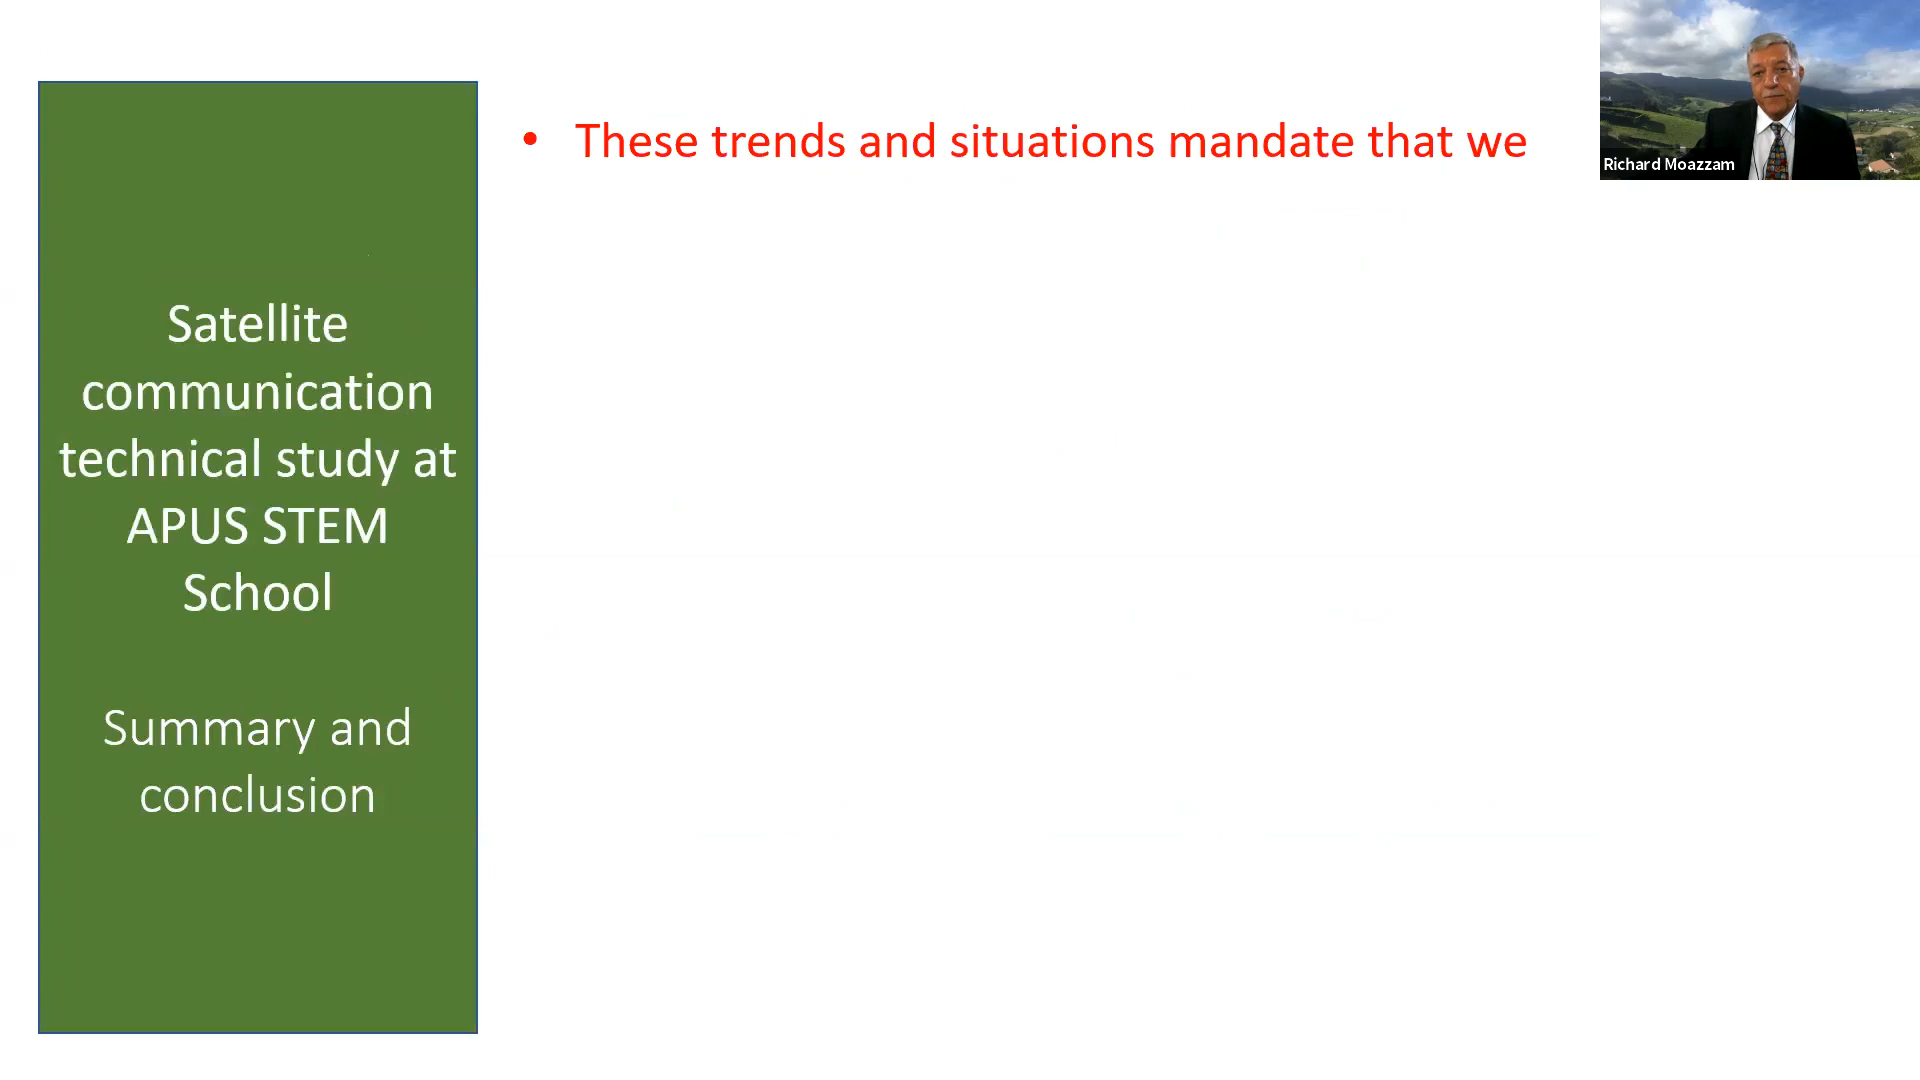 Satellite
communication
technical study at
APUS STEM
School
Summary and
conclusion
• These trends and situations mandate that we
Richard Moazzam